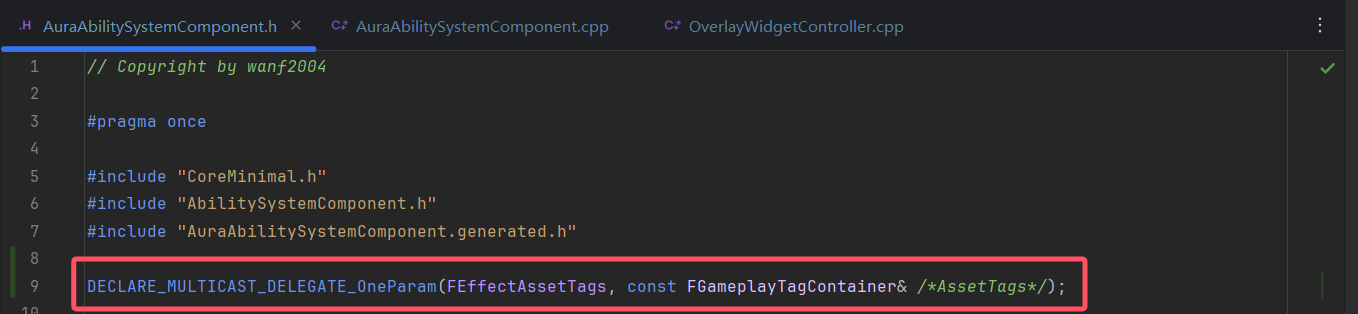 .H AuraAbilitySystemComponent.h × C++ AuraAbilitySystemComponent.cpp C++ OverlayWidgetController.cpp
1 // Copyright by wanf2004
2
3 #pragma once
4
5 #include "CoreMinimal.h"
6 #include "AbilitySystemComponent.h"
7 #include "AuraAbilitySystemComponent.generated.h"
8
9 DECLARE_MULTICAST_DELEGATE_OneParam(FEffectAssetTags, const FGameplayTagContainer& /*AssetTags*/);
10